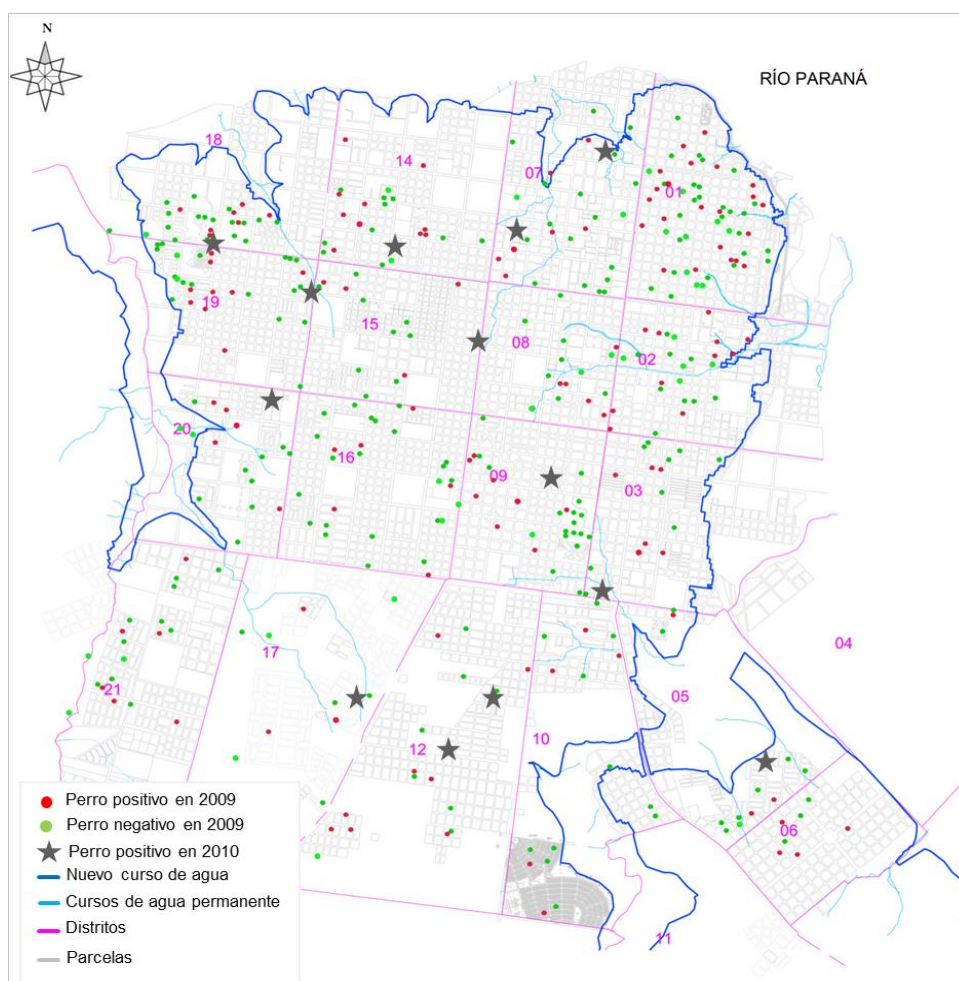 N
RÍO PARANÁ
18
14
07
01
19
15
08
02
20
16
09
03
17
04
21
05
12
10
06
11
Perro positivo en 2009
Perro negativo en 2009
Perro positivo en 2010
Nuevo curso de agua
Cursos de agua permanente
Distritos
Parcelas